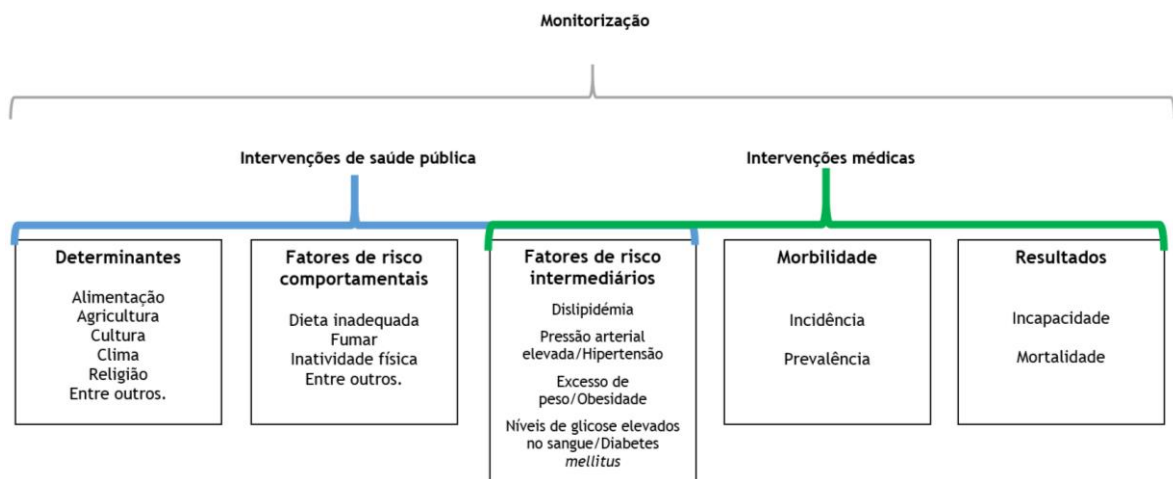 Monitorização
Intervenções de saúde pública
Intervenções médicas
Determinantes
Alimentação
Agricultura
Cultura
Clima
Religião
Entre outros.
Fatores de risco
comportamentais
Dieta inadequada
Fumar
Inatividade física
Entre outros.
Fatores de risco
intermediários
Dislipidémia
Pressão arterial
elevada/Hipertensão
Excesso de
peso/Obesidade
Níveis de glicose elevados
no sangue/Diabetes
mellitus
Morbilidade
Incidência
Prevalência
Resultados
Incapacidade
Mortalidade